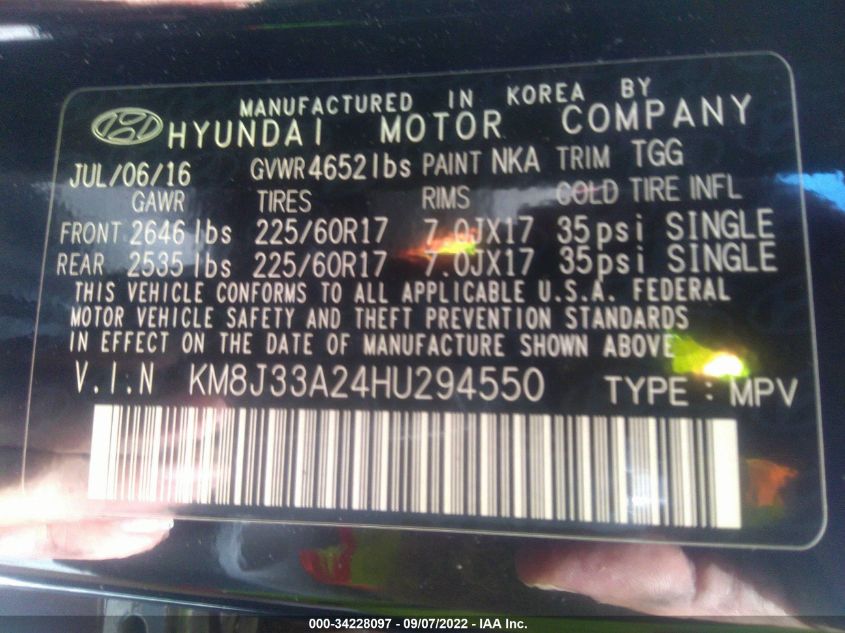 MANUFACTURED IN KOREA BY
HYUNDAI MOTOR COMPANY
JUL/06/16 GVWR 4652 lbs PAINT NKA TRIM TGG
GAWR TIRES RIMS COLD TIRE INFL
FRONT 2646 lbs 225/60R17 7.0JX17 35psi SINGLE
REAR 2535 lbs 225/60R17 7.0JX17 35psi SINGLE
THIS VEHICLE CONFORMS TO ALL APPLICABLE U.S.A. FEDERAL
MOTOR VEHICLE SAFETY AND THEFT PREVENTION STANDARDS
IN EFFECT ON THE DATE OF MANUFACTURE SHOWN ABOVE
V.I.N KM8J33A24HU294550 TYPE : MPV
000-34228097 - 09/07/2022 - IAA Inc.